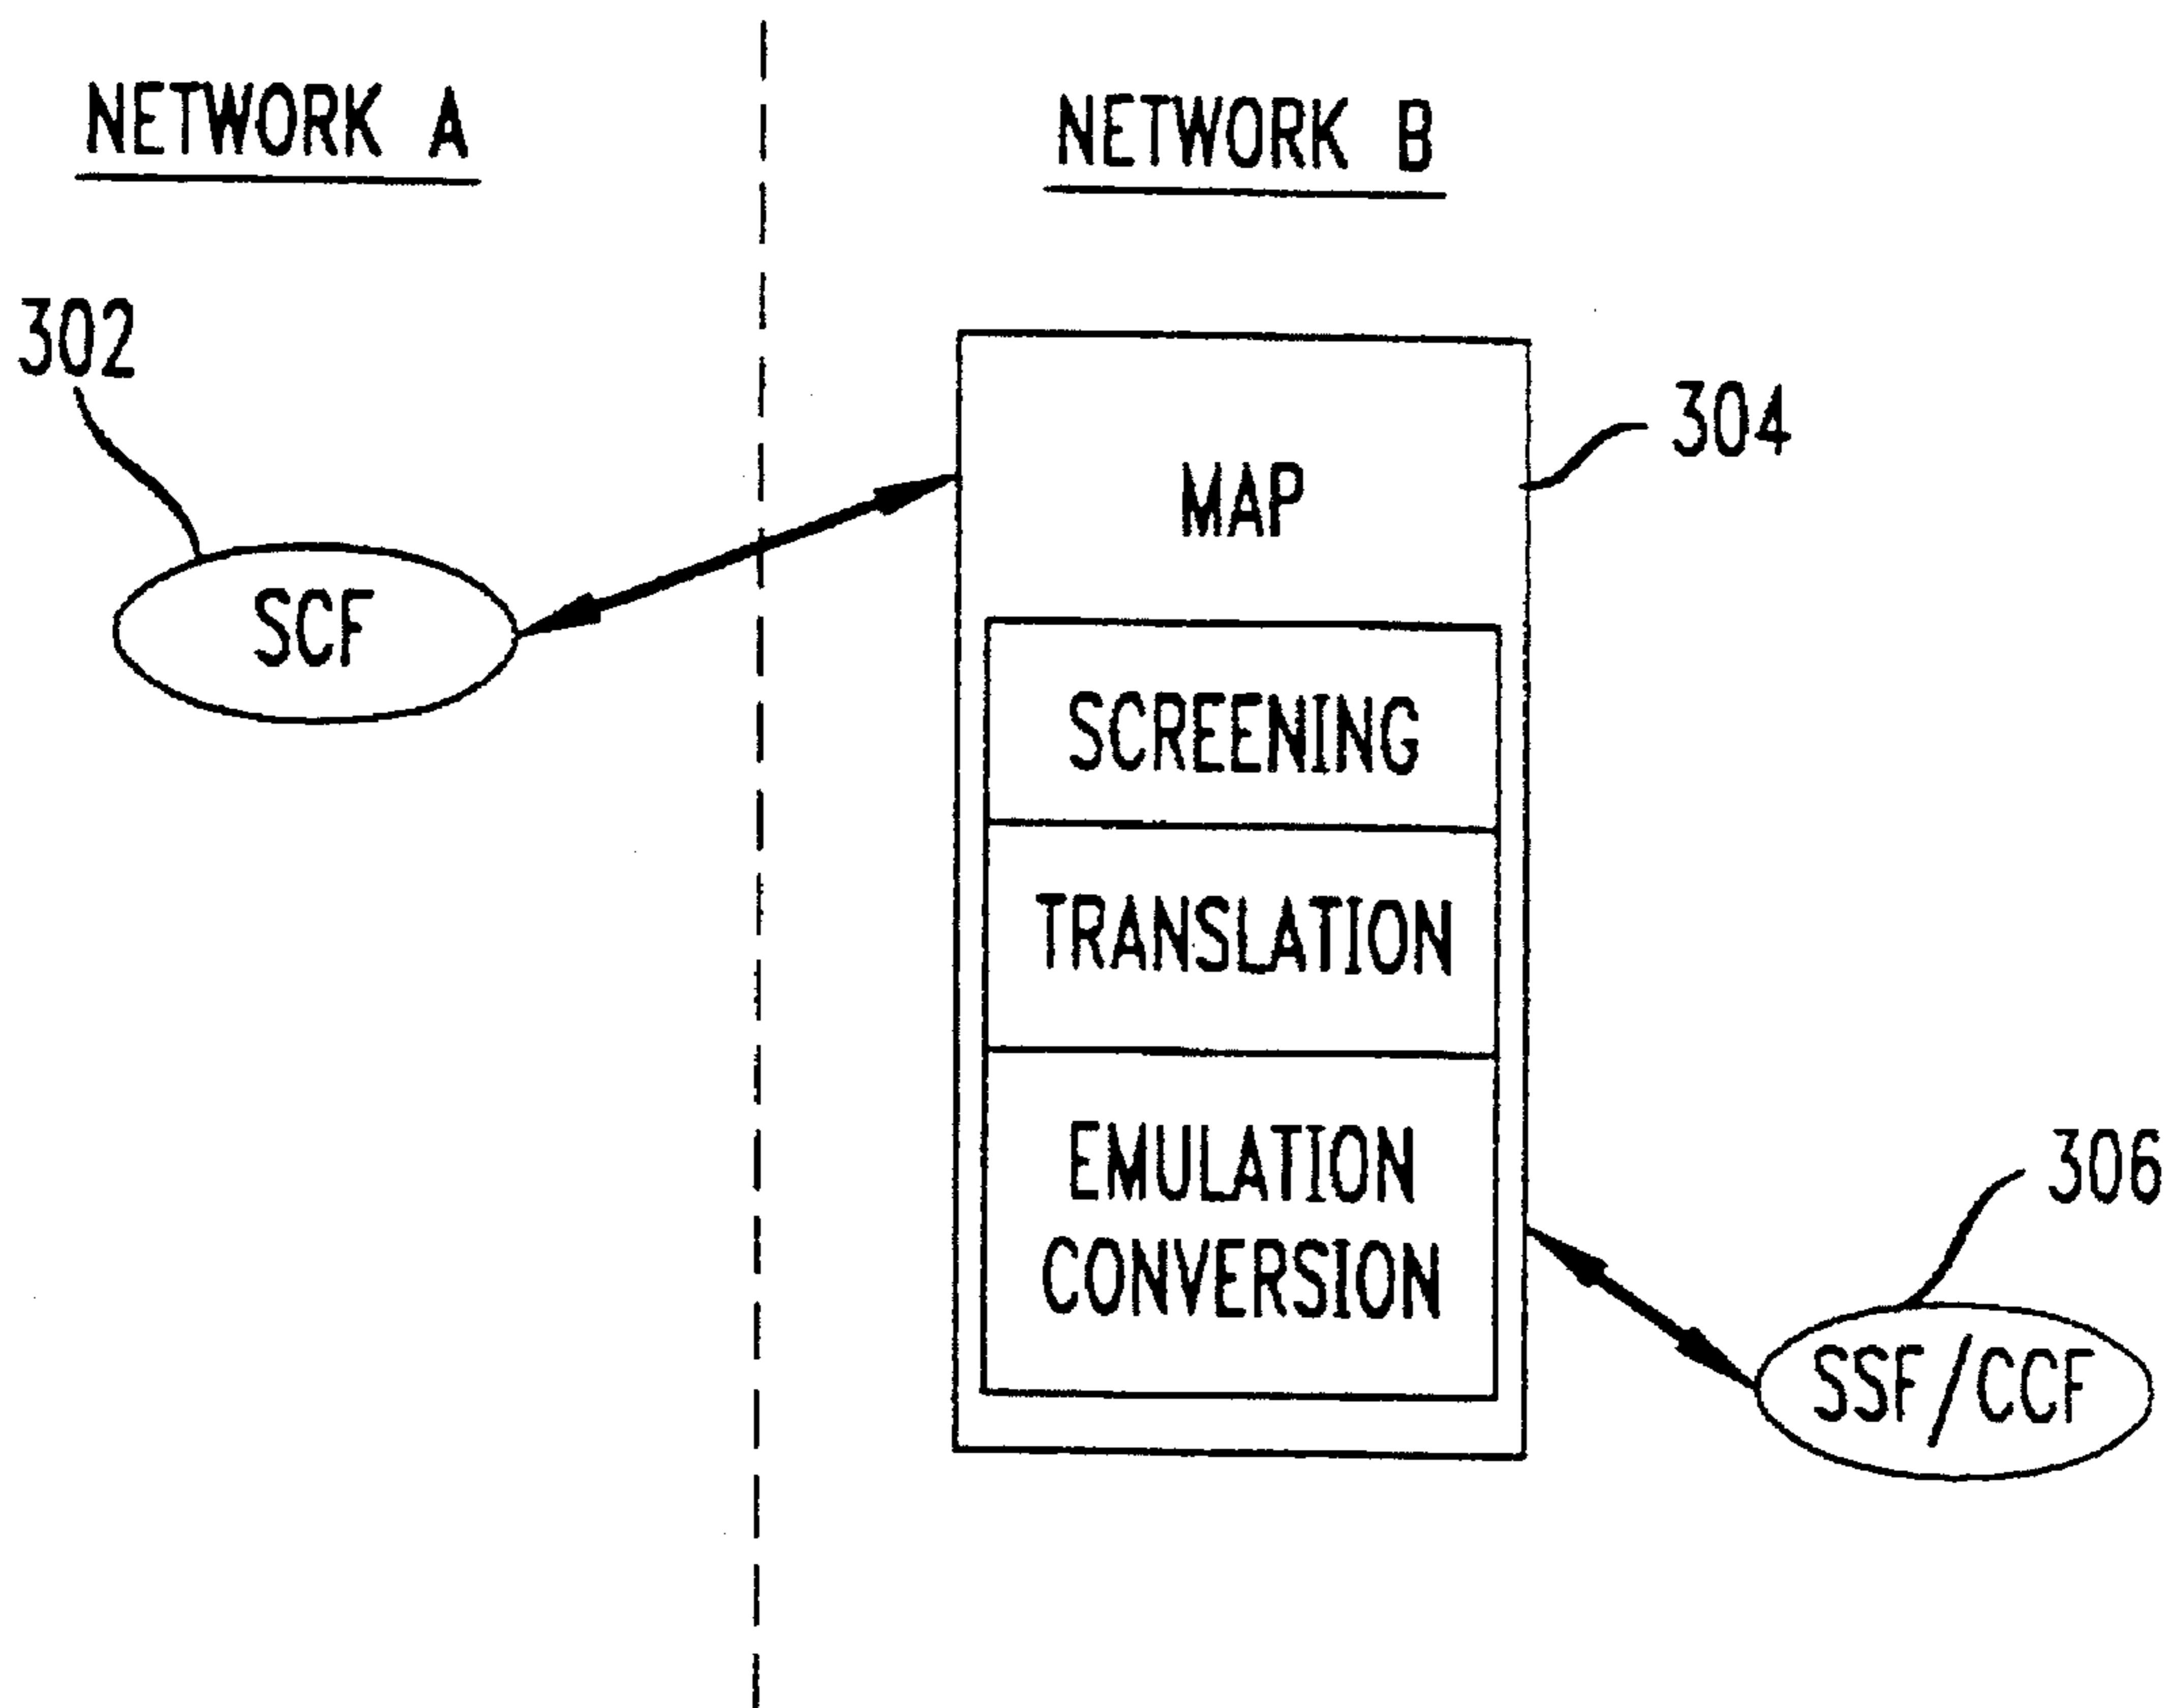 NETWORK A
NETWORK B
302
304
MAP
SCF
SCREENING
TRANSLATION
EMULATION
CONVERSION
306
SSF/CCF